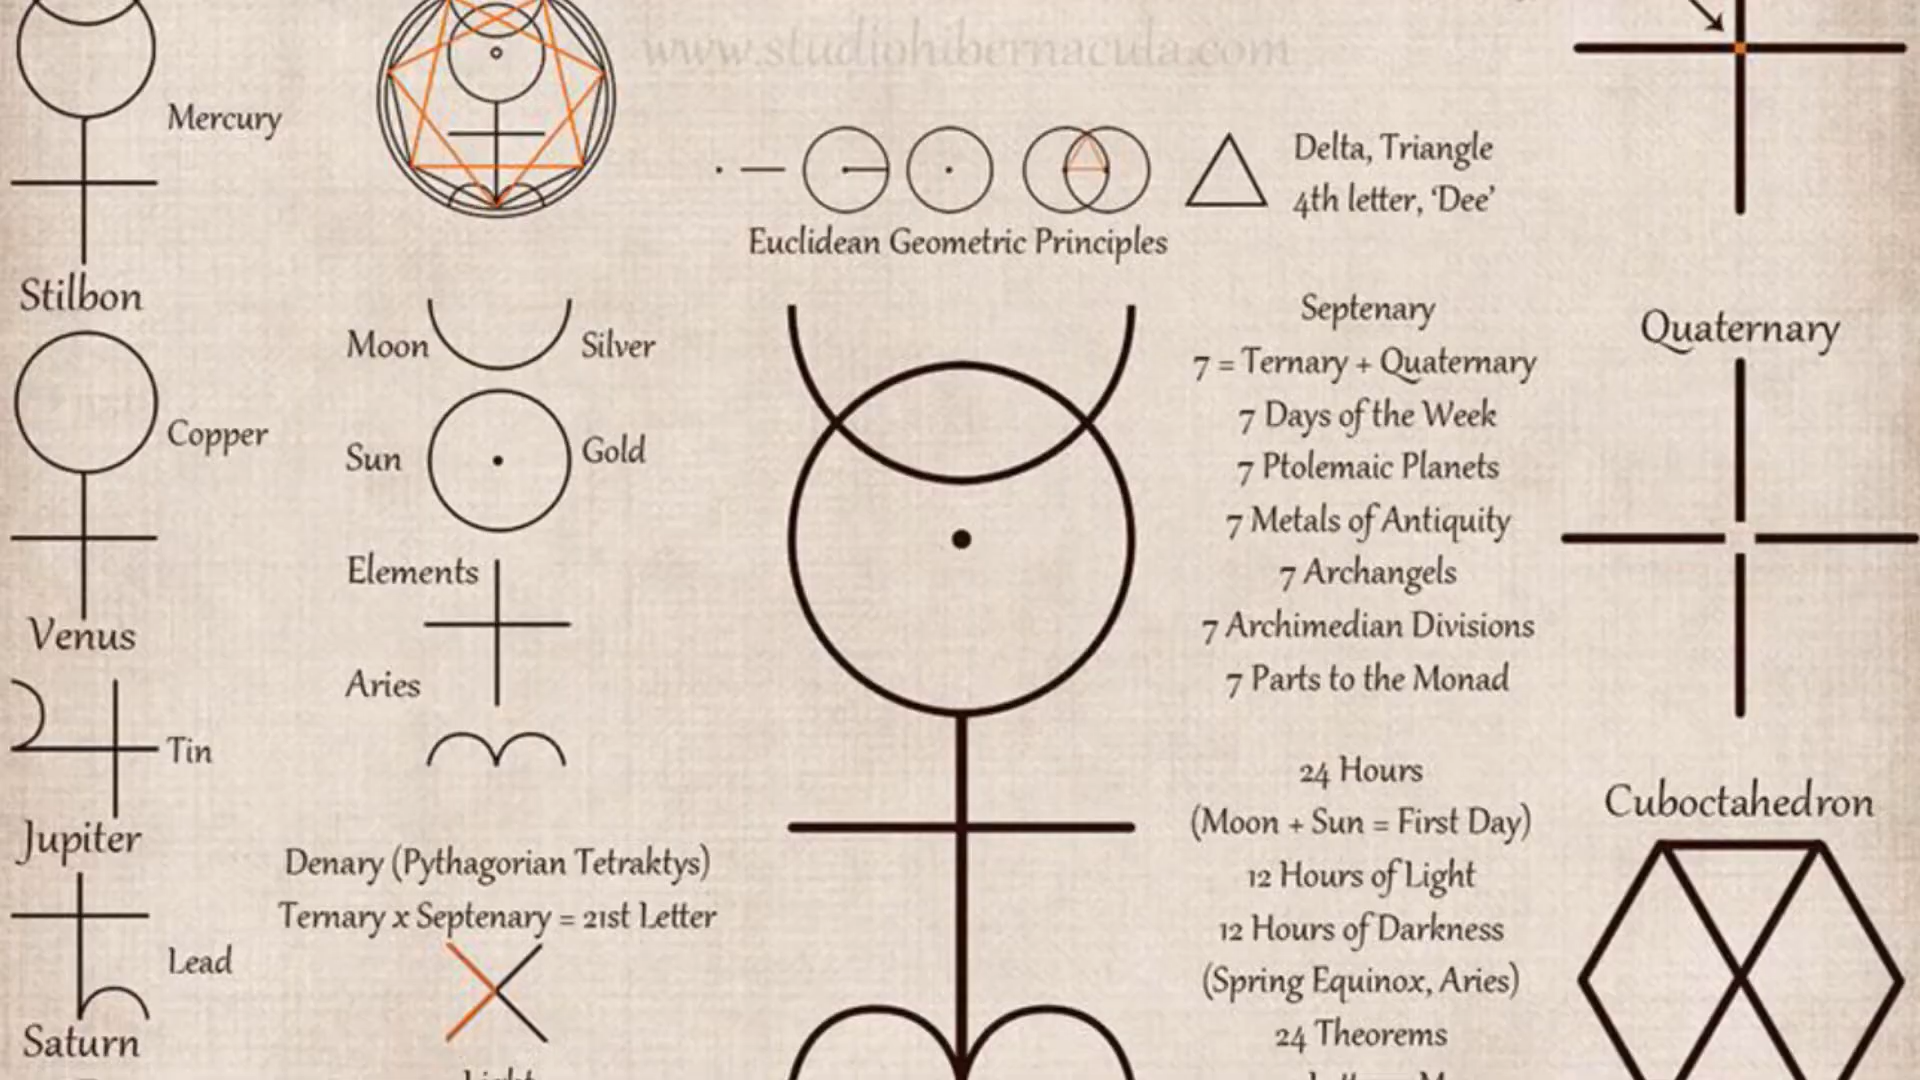 www.studiohibernacula.com
Mercury
Stilbon
Copper
Venus
Tin
Jupiter
Lead
Saturn
Moon
Silver
Sun
Gold
Elements
Aries
Denary (Pythagorian Tetraktys)
Ternary x Septenary = 21st Letter
Light
Euclidean Geometric Principles
Delta, Triangle
4th letter, ‘Dee’
Septenary
7 = Ternary + Quaternary
7 Days of the Week
7 Ptolemaic Planets
7 Metals of Antiquity
7 Archangels
7 Archimedian Divisions
7 Parts to the Monad
24 Hours
(Moon + Sun = First Day)
12 Hours of Light
12 Hours of Darkness
(Spring Equinox, Aries)
24 Theorems
Quaternary
Cuboctahedron